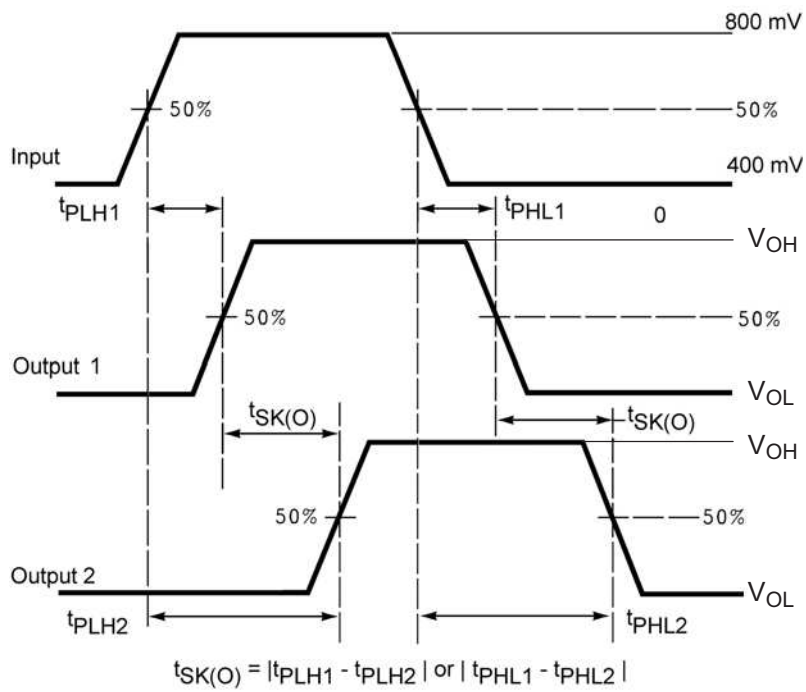 800 mV
50%
50%
Input
400 mV
tPLH1
tPHL1
0
VOH
50%
50%
Output 1
VOL
tSK(O)
tSK(O)
VOH
50%
50%
Output 2
VOL
tPLH2
tPHL2
tSK(O) = |tPLH1 - tPLH2 | or | tPHL1 - tPHL2 |